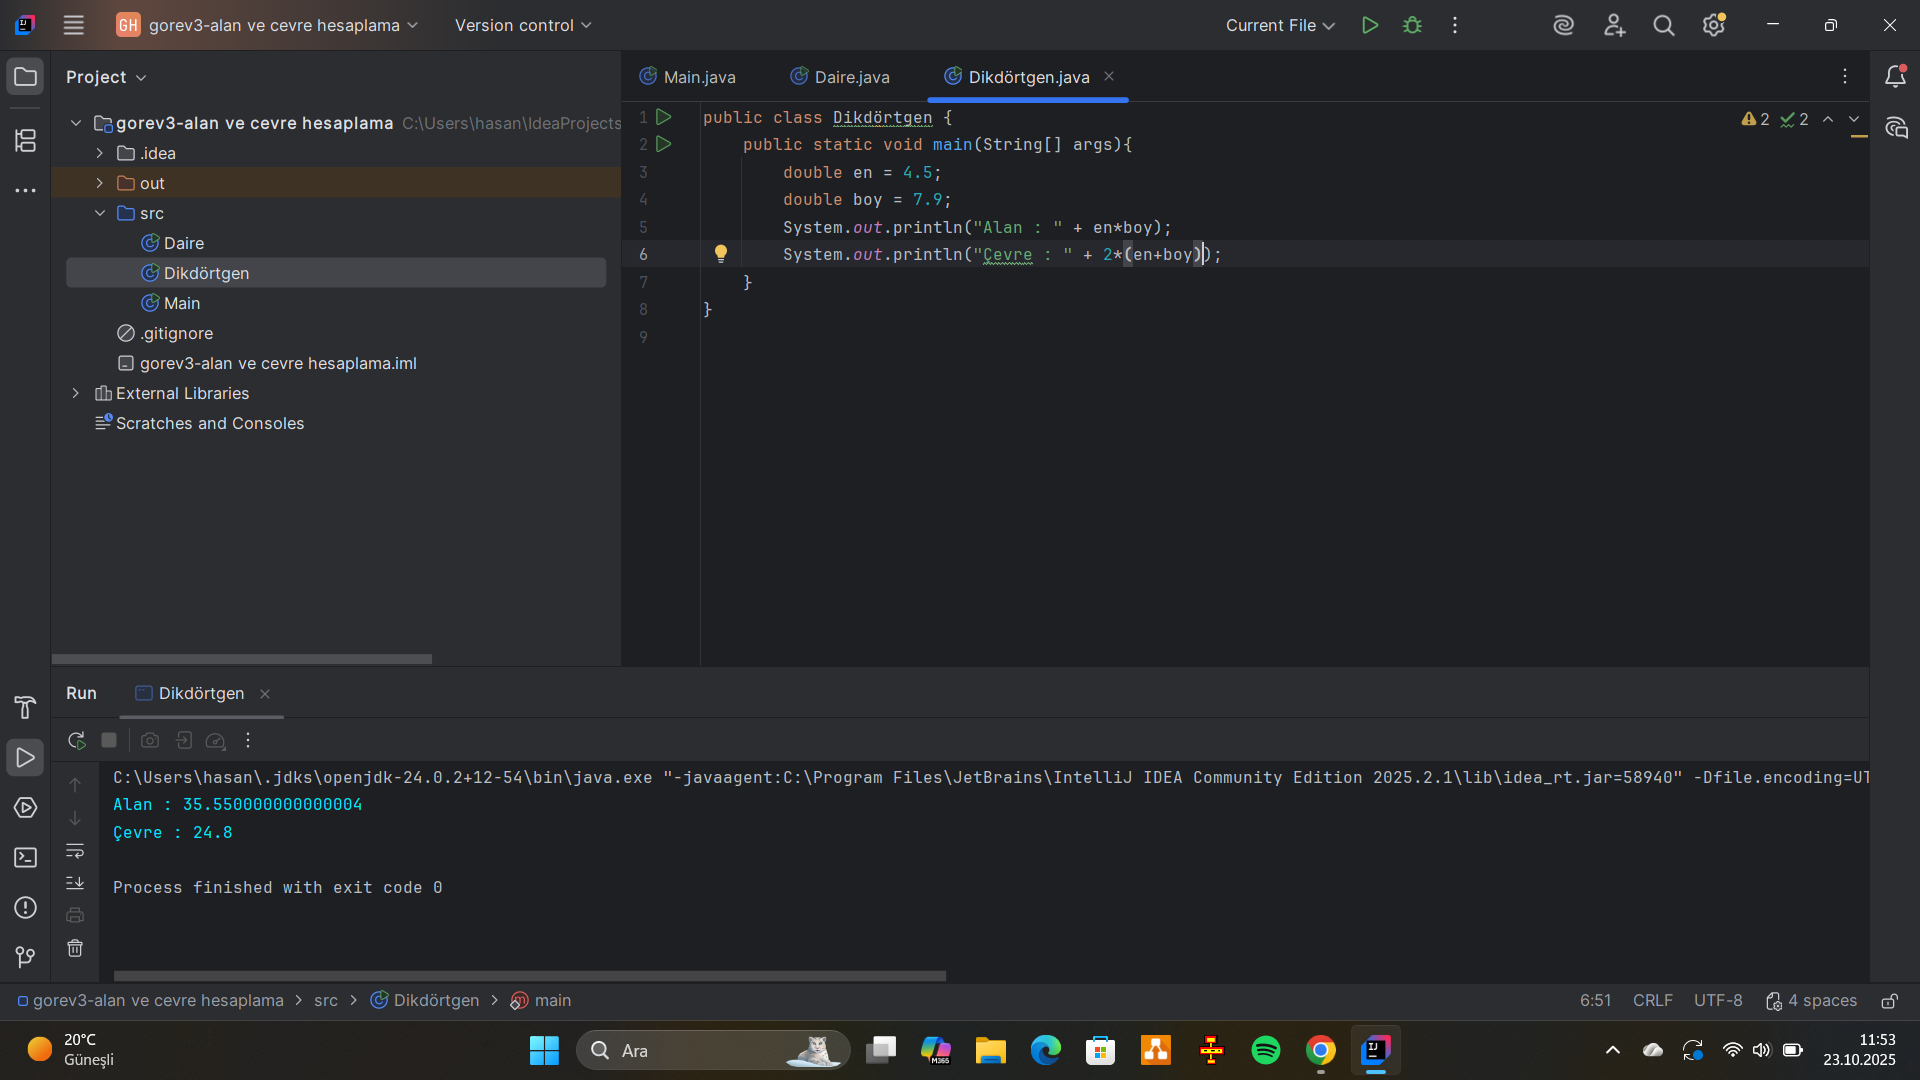 GH gorev3-alan ve cevre hesaplama
Version control
Current File
Project
Main.java
Daire.java
Dikdörtgen.java
gorev3-alan ve cevre hesaplama C:\Users\hasan\IdeaProjects
.idea
out
src
Daire
Dikdörtgen
Main
.gitignore
gorev3-alan ve cevre hesaplama.iml
External Libraries
Scratches and Consoles
2 2
1 public class Dikdörtgen {
2 public static void main(String[] args){
3 double en = 4.5;
4 double boy = 7.9;
5 System.out.println("Alan : " + en*boy);
6 System.out.println("Çevre : " + 2*(en+boy));
7 }
8 }
9
Run
Dikdörtgen
C:\Users\hasan\.jdks\openjdk-24.0.2+12-54\bin\java.exe "-javaagent:C:\Program Files\JetBrains\IntelliJ IDEA Community Edition 2025.2.1\lib\idea_rt.jar=58940" -Dfile.encoding=UT
Alan : 35.550000000000004
Çevre : 24.8
Process finished with exit code 0
gorev3-alan ve cevre hesaplama > src > Dikdörtgen > main
6:51 CRLF UTF-8 4 spaces
20°C
Güneşli
Ara
M365
IJ
11:53
23.10.2025